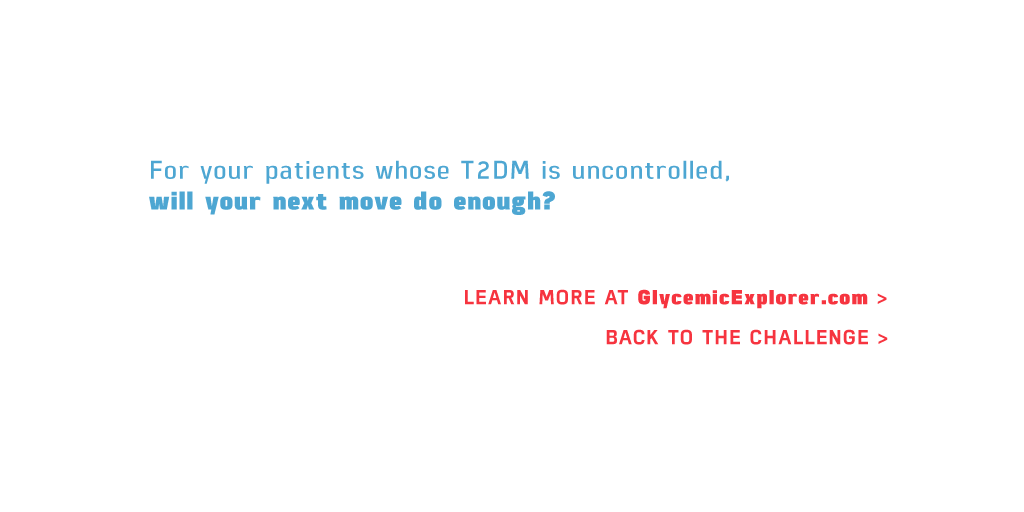 For your patients whose T2DM is uncontrolled,
will your next move do enough?
LEARN MORE AT GlycemicExplorer.com >
BACK TO THE CHALLENGE >